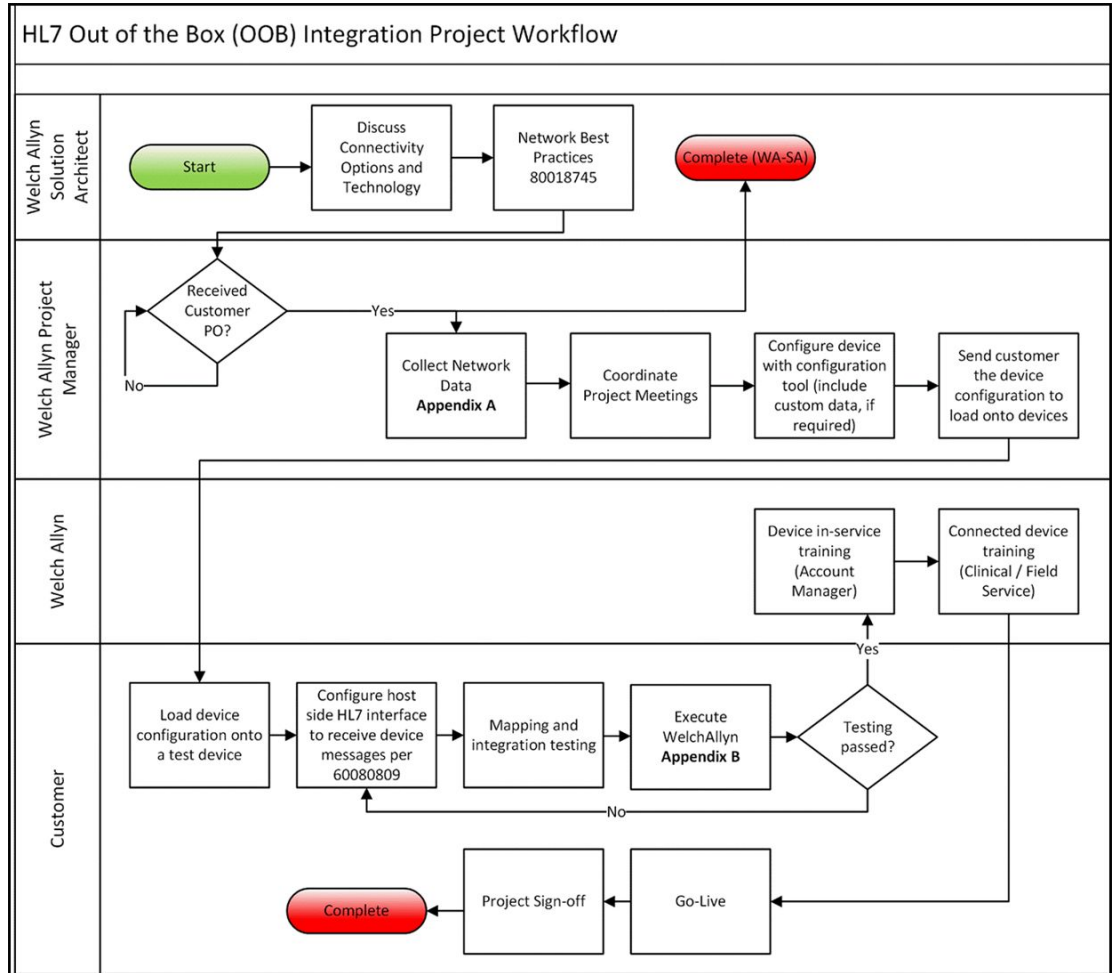 HL7 Out of the Box (OOB) Integration Project Workflow
Welch Allyn
Solution
Architect
Start
Discuss
Connectivity
Options and
Technology
Network Best
Practices
80018745
Complete (WA-SA)
Welch Allyn Project
Manager
Received
Customer
PO?
Yes
No
Collect Network
Data
Appendix A
Coordinate
Project Meetings
Configure device
with configuration
tool (include
custom data, if
required)
Send customer
the device
configuration to
load onto devices
Welch Allyn
Device in-service
training
(Account
Manager)
Connected device
training
(Clinical / Field
Service)
Customer
Load device
configuration onto
a test device
Configure host
side HL7 interface
to receive device
messages per
60080809
Mapping and
integration testing
Execute
WelchAllyn
Appendix B
Testing
passed?
Yes
No
Complete
Project Sign-off
Go-Live